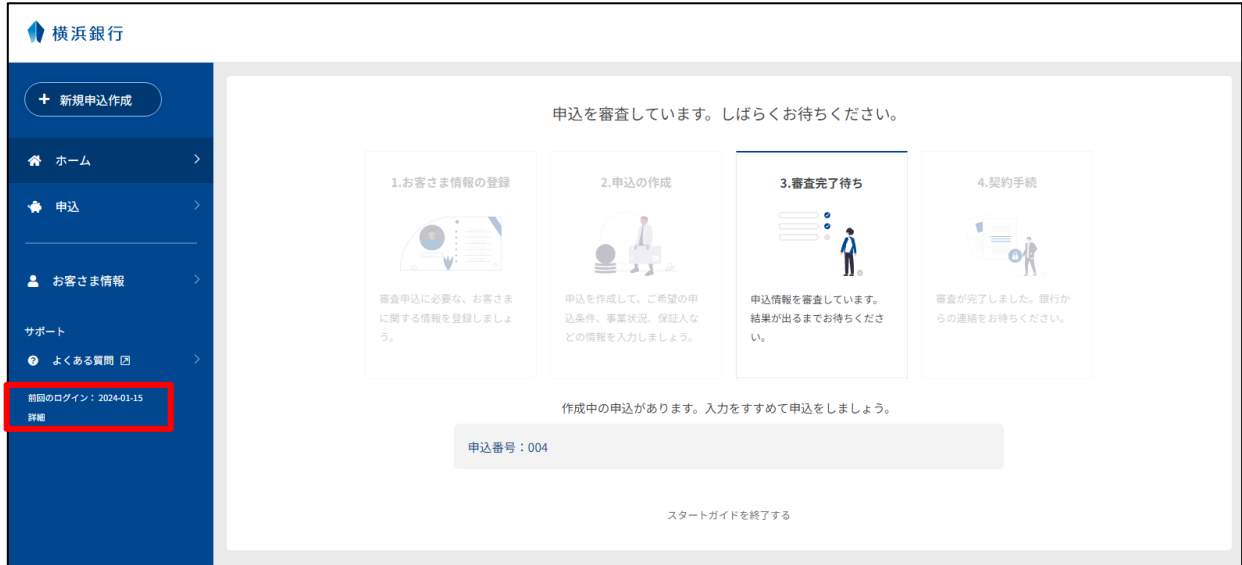 横浜銀行
新規申込作成
ホーム
申込
お客さま情報
サポート
よくある質問
前回のログイン： 2024-01-15
詳細
申込を審査しています。しばらくお待ちください。
1.お客さま情報の登録
審査申込に必要な、お客さま
に関する情報を登録しましょ
う。
2.申込の作成
申込を作成して、ご希望の申
込条件、事業状況、保証人な
どの情報を入力しましょう。
3.審査完了待ち
申込情報を審査しています。
結果が出るまでお待ちくださ
い。
4.契約手続
審査が完了しました。銀行か
らの連絡をお待ちください。
作成中の申込があります。入力をすすめて申込をしましょう。
申込番号：004
スタートガイドを終了する